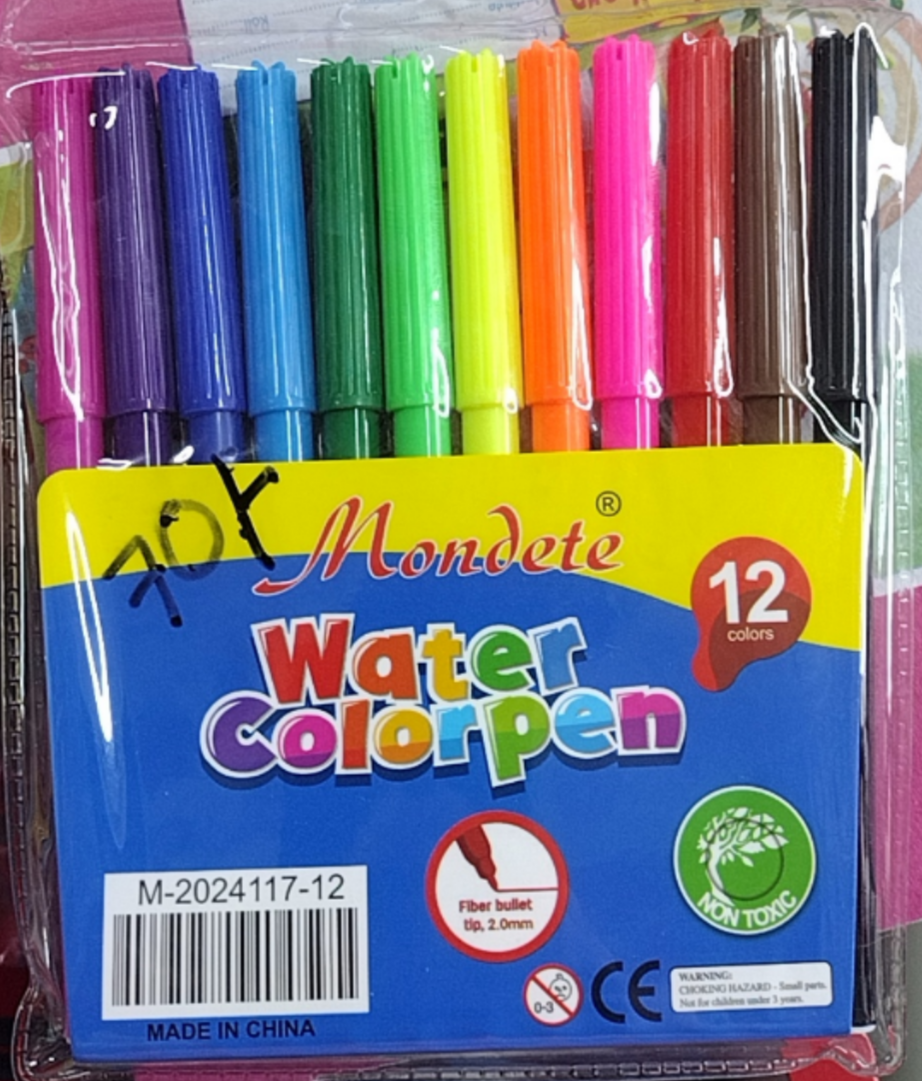 Mondete®
12
colors
Water
Colorpen
M-2024117-12
Fiber bullet
tip, 2.0mm
NON TOXIC
0-3
CE
WARNING:
CHOKING HAZARD - Small parts.
Not for children under 3 years.
MADE IN CHINA